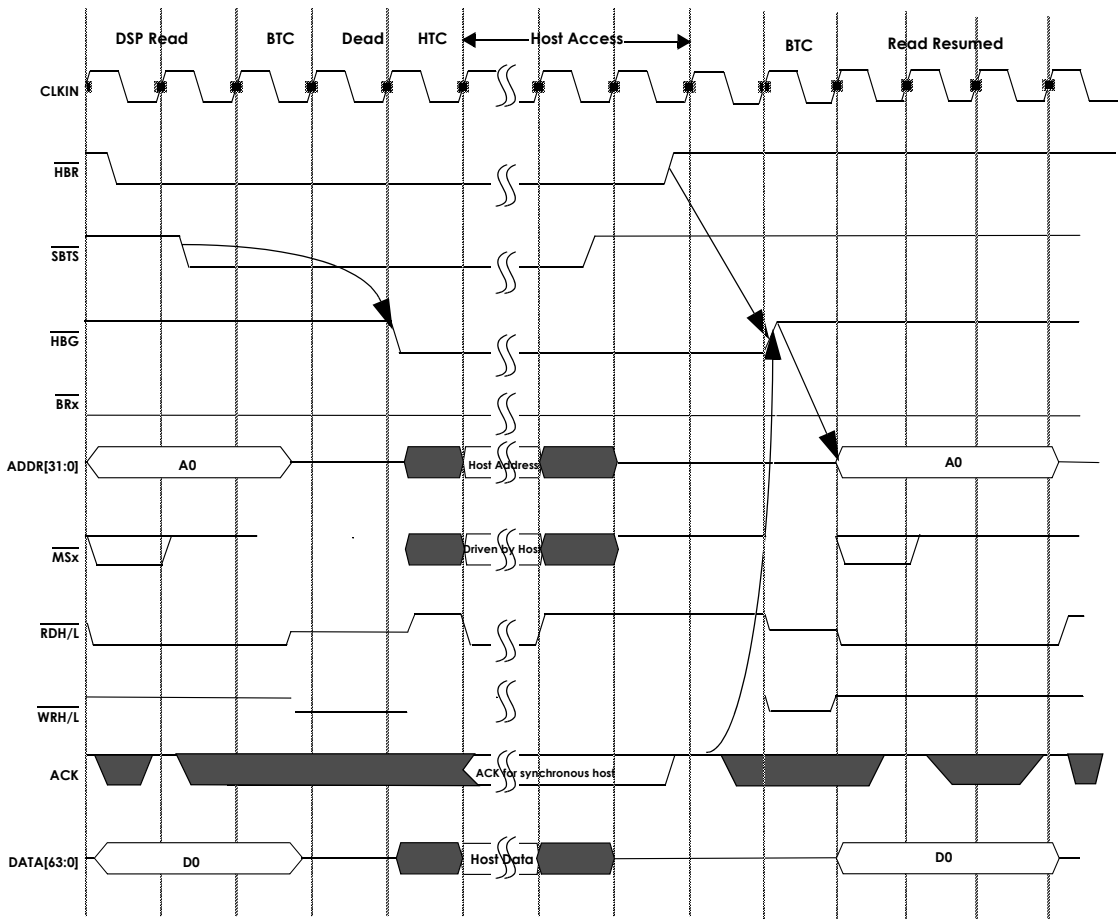 DSP Read BTC Dead HTC Host Access BTC Read Resumed
CLKIN
HBR
SBTS
HBG
BRx
ADDR[31:0] A0 Host Address A0
MSx Driven by Host
RDH/L
WRH/L
ACK ACK for synchronous host
DATA[63:0] D0 Host Data D0